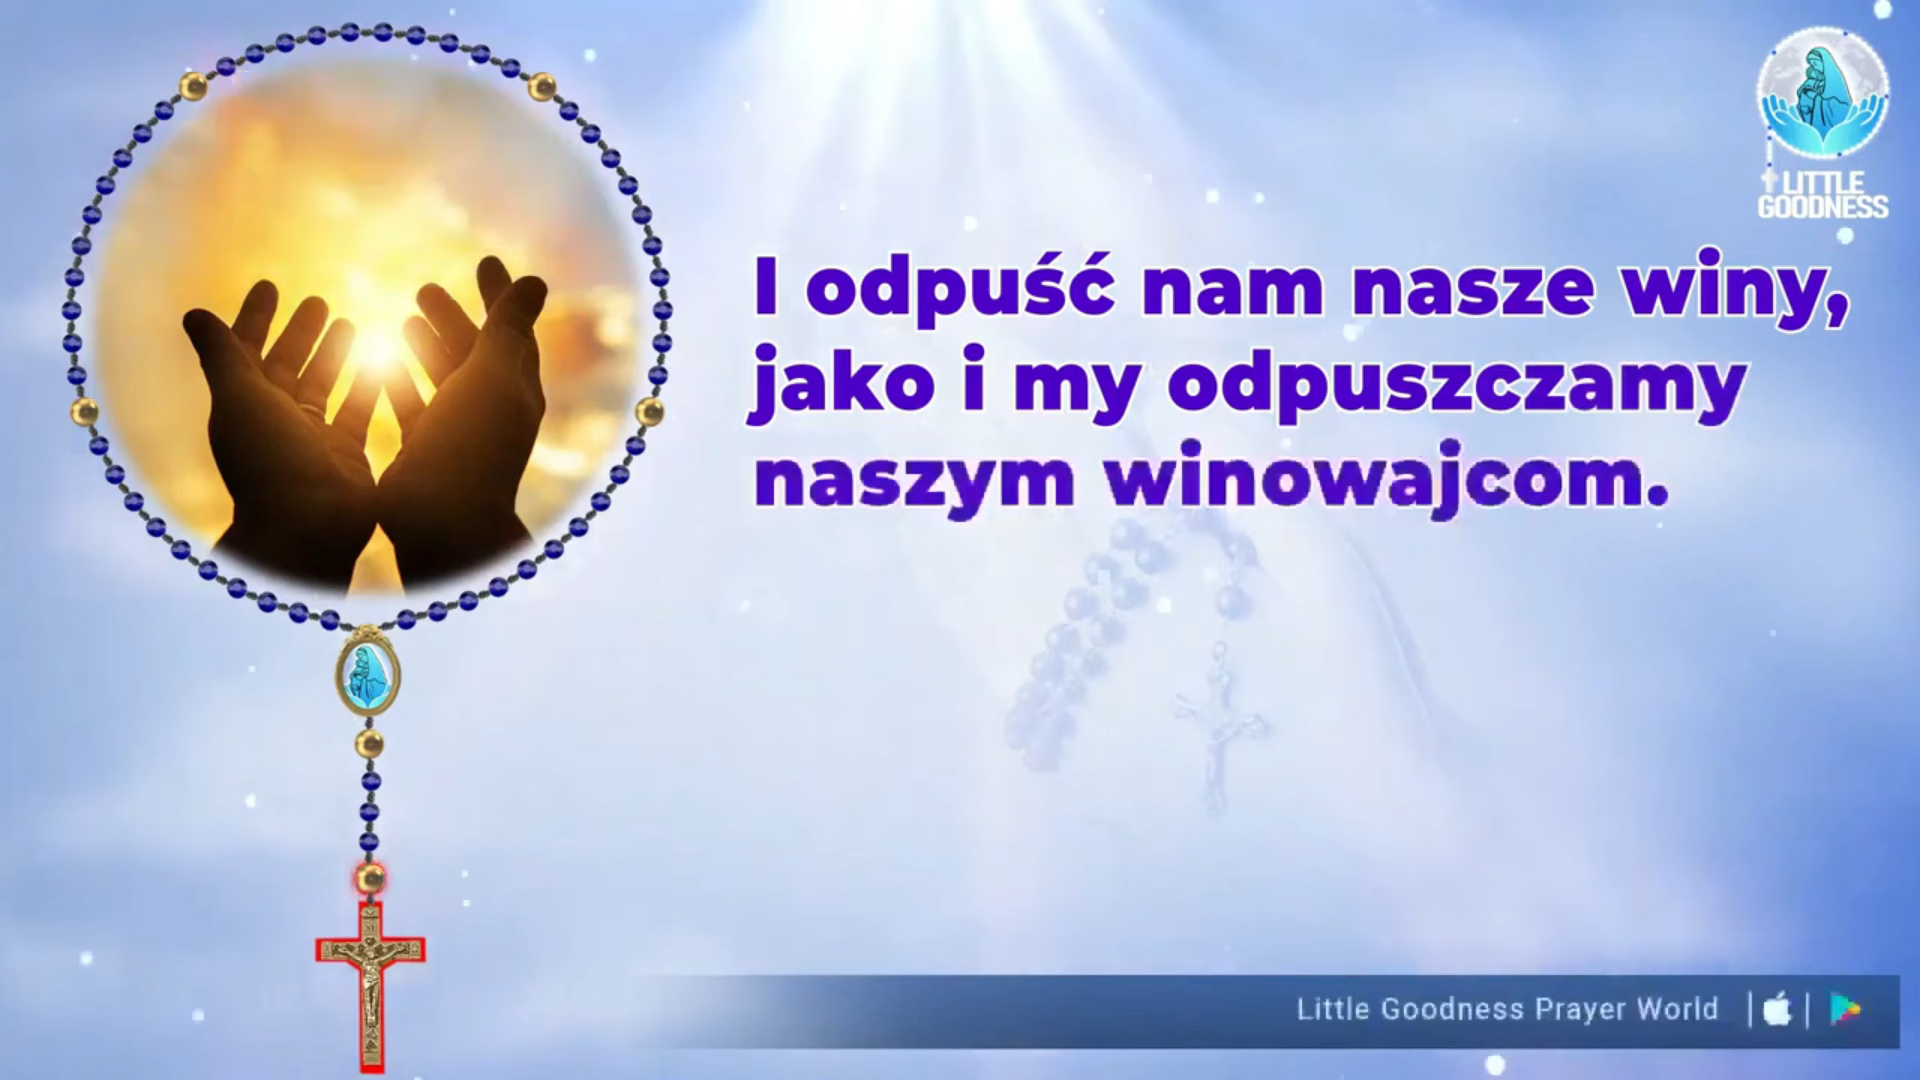 LITTLE
GOODNESS
I odpuść nam nasze winy,
jako i my odpuszczamy
naszym winowajcom.
Little Goodness Prayer World